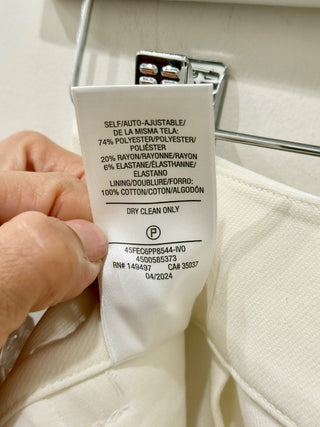 SELF/AUTO-AJUSTABLE/
DE LA MISMA TELA:
74% POLYESTER/POLYESTER/
POLIÉSTER
20% RAYON/RAYONNE/RAYÓN
6% ELASTANE/ÉLASTHANNE/
ELASTANO
LINING/DOUBLURE/FORRO:
100% COTTON/COTON/ALGODÓN
DRY CLEAN ONLY
P
45FEC6PP8544-IVO
4500585373
RN# 149497 CA# 35037
04/2024